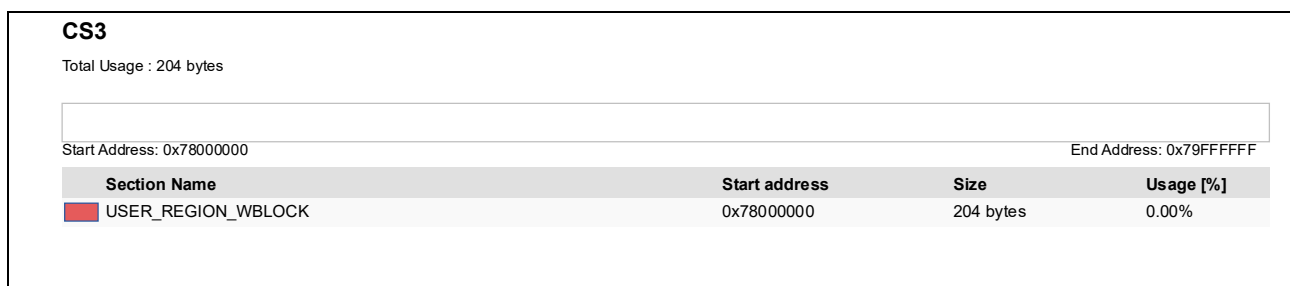 CS3
Total Usage : 204 bytes
Start Address: 0x78000000 End Address: 0x79FFFFFF
Section Name Start address Size Usage [%]
USER_REGION_WBLOCK 0x78000000 204 bytes 0.00%